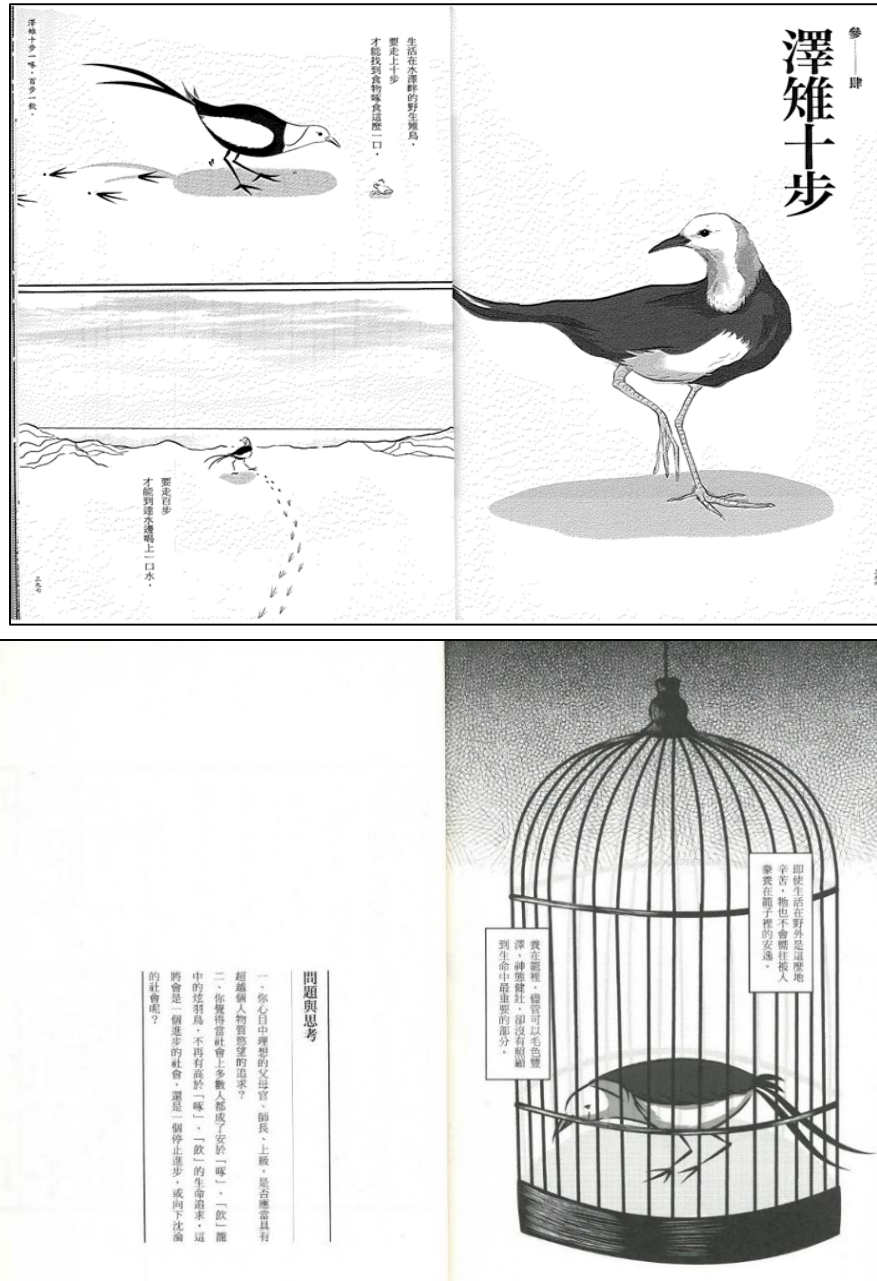 參——肆
澤雉十步
生活在水澤畔的野生雉鳥，
要走上十步
才能找到食物啄食這麼一口，
澤雉十步一啄，百步一飲，
要走百步
才能到達水邊喝上一口水，
二九七
即使生活在野外是這麼地
辛苦，牠也不會嚮往被人
豢養在籠子裡的安逸。
養在籠裡，儘管可以毛色豐
澤，神態健壯，卻沒有照顧
到生命中最重要的部分。
問題與思考
一、你心目中理想的父母官、師長、上級，是否應當具有
超越個人物質慾望的追求？
二、你覺得當社會上多數人都成了安於「啄」、「飲」籠
中的炫羽鳥，不再有高於「啄」、「飲」的生命追求，這
將會是一個進步的社會，還是一個停止進步，或向下沈淪
的社會呢？